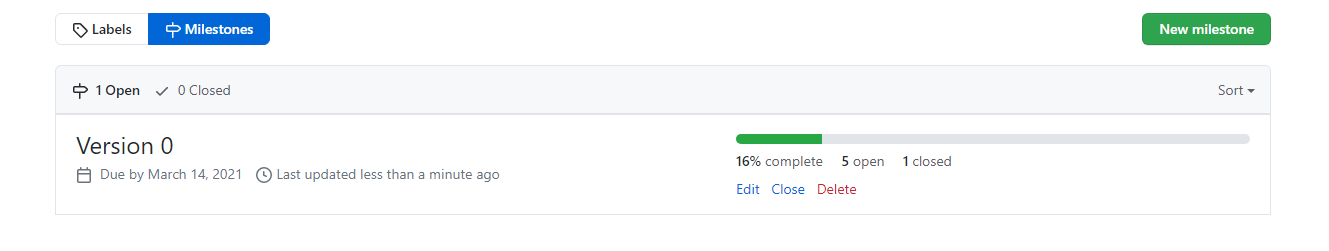 Labels Milestones New milestone
1 Open 0 Closed Sort
Version 0
Due by March 14, 2021 Last updated less than a minute ago
16% complete 5 open 1 closed
Edit Close Delete